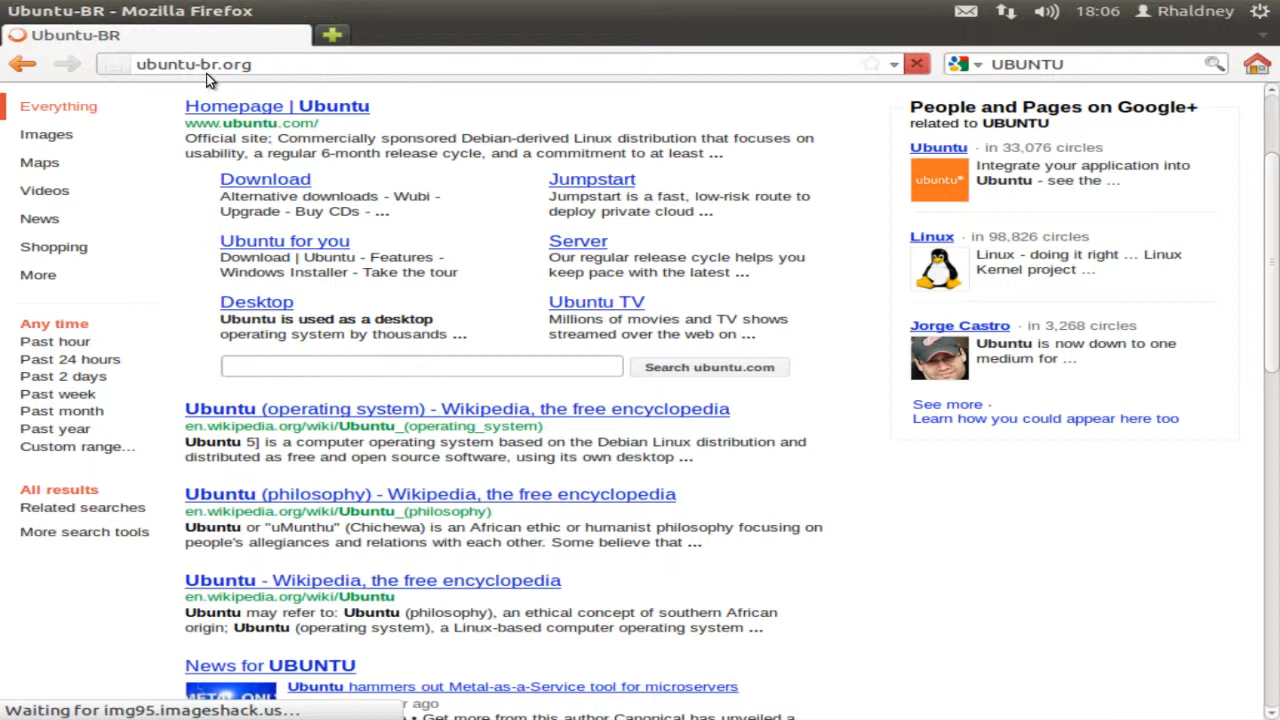 Ubuntu-BR - Mozilla Firefox
18:06 Rhaldney
Ubuntu-BR
ubuntu-br.org
UBUNTU
Everything
Images
Maps
Videos
News
Shopping
More
Any time
Past hour
Past 24 hours
Past 2 days
Past week
Past month
Past year
Custom range...
All results
Related searches
More search tools
Homepage | Ubuntu
www.ubuntu.com/
Official site; Commercially sponsored Debian-derived Linux distribution that focuses on
usability, a regular 6-month release cycle, and a commitment to at least ...
Download
Alternative downloads - Wubi -
Upgrade - Buy CDs - ...
Jumpstart
Jumpstart is a fast, low-risk route to
deploy private cloud ...
Ubuntu for you
Download | Ubuntu - Features -
Windows Installer - Take the tour
Server
Our regular release cycle helps you
keep pace with the latest ...
Desktop
Ubuntu is used as a desktop
operating system by thousands ...
Ubuntu TV
Millions of movies and TV shows
streamed over the web on ...
Search ubuntu.com
Ubuntu (operating system) - Wikipedia, the free encyclopedia
en.wikipedia.org/wiki/Ubuntu_(operating_system)
Ubuntu 5] is a computer operating system based on the Debian Linux distribution and
distributed as free and open source software, using its own desktop ...
Ubuntu (philosophy) - Wikipedia, the free encyclopedia
en.wikipedia.org/wiki/Ubuntu_(philosophy)
Ubuntu or "uMunthu" (Chichewa) is an African ethic or humanist philosophy focusing on
people's allegiances and relations with each other. Some believe that ...
Ubuntu - Wikipedia, the free encyclopedia
en.wikipedia.org/wiki/Ubuntu
Ubuntu may refer to: Ubuntu (philosophy), an ethical concept of southern African
origin; Ubuntu (operating system), a Linux-based computer operating system ...
News for UBUNTU
Ubuntu hammers out Metal-as-a-Service tool for microservers
r ago
• Get more from this author Canonical has unveiled a
People and Pages on Google+
related to UBUNTU
Ubuntu · in 33,076 circles
ubuntu
Integrate your application into
Ubuntu - see the ...
Linux · in 98,826 circles
Linux - doing it right ... Linux
Kernel project ...
Jorge Castro · in 3,268 circles
Ubuntu is now down to one
medium for ...
See more ·
Learn how you could appear here too
Waiting for img95.imageshack.us...